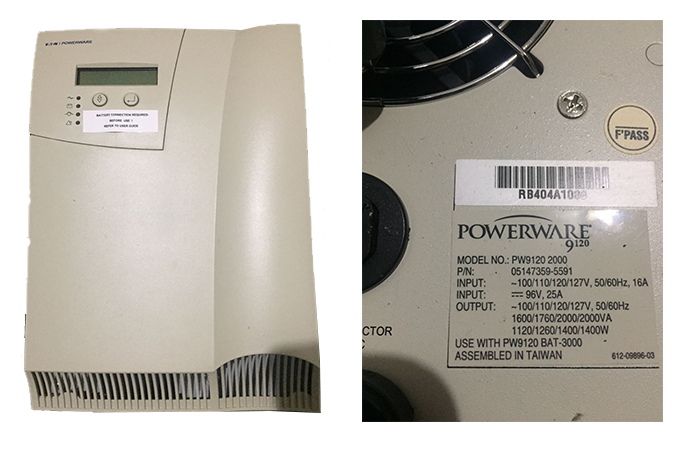 E·T·N | POWERWARE
BATTERY CONNECTION REQUIRED
BEFORE USE !
REFER TO USER GUIDE
F'PASS
RB404A10
POWERWARE®
9120
MODEL NO.: PW9120 2000
P/N: 05147359-5591
INPUT: ~100/110/120/127V, 50/60Hz, 16A
INPUT: ⎓ 96V, 25A
OUTPUT: ~100/110/120/127V, 50/60Hz
1600/1760/2000/2000VA
1120/1260/1400/1400W
USE WITH PW9120 BAT-3000
ASSEMBLED IN TAIWAN 612-09896-03
CTOR
C